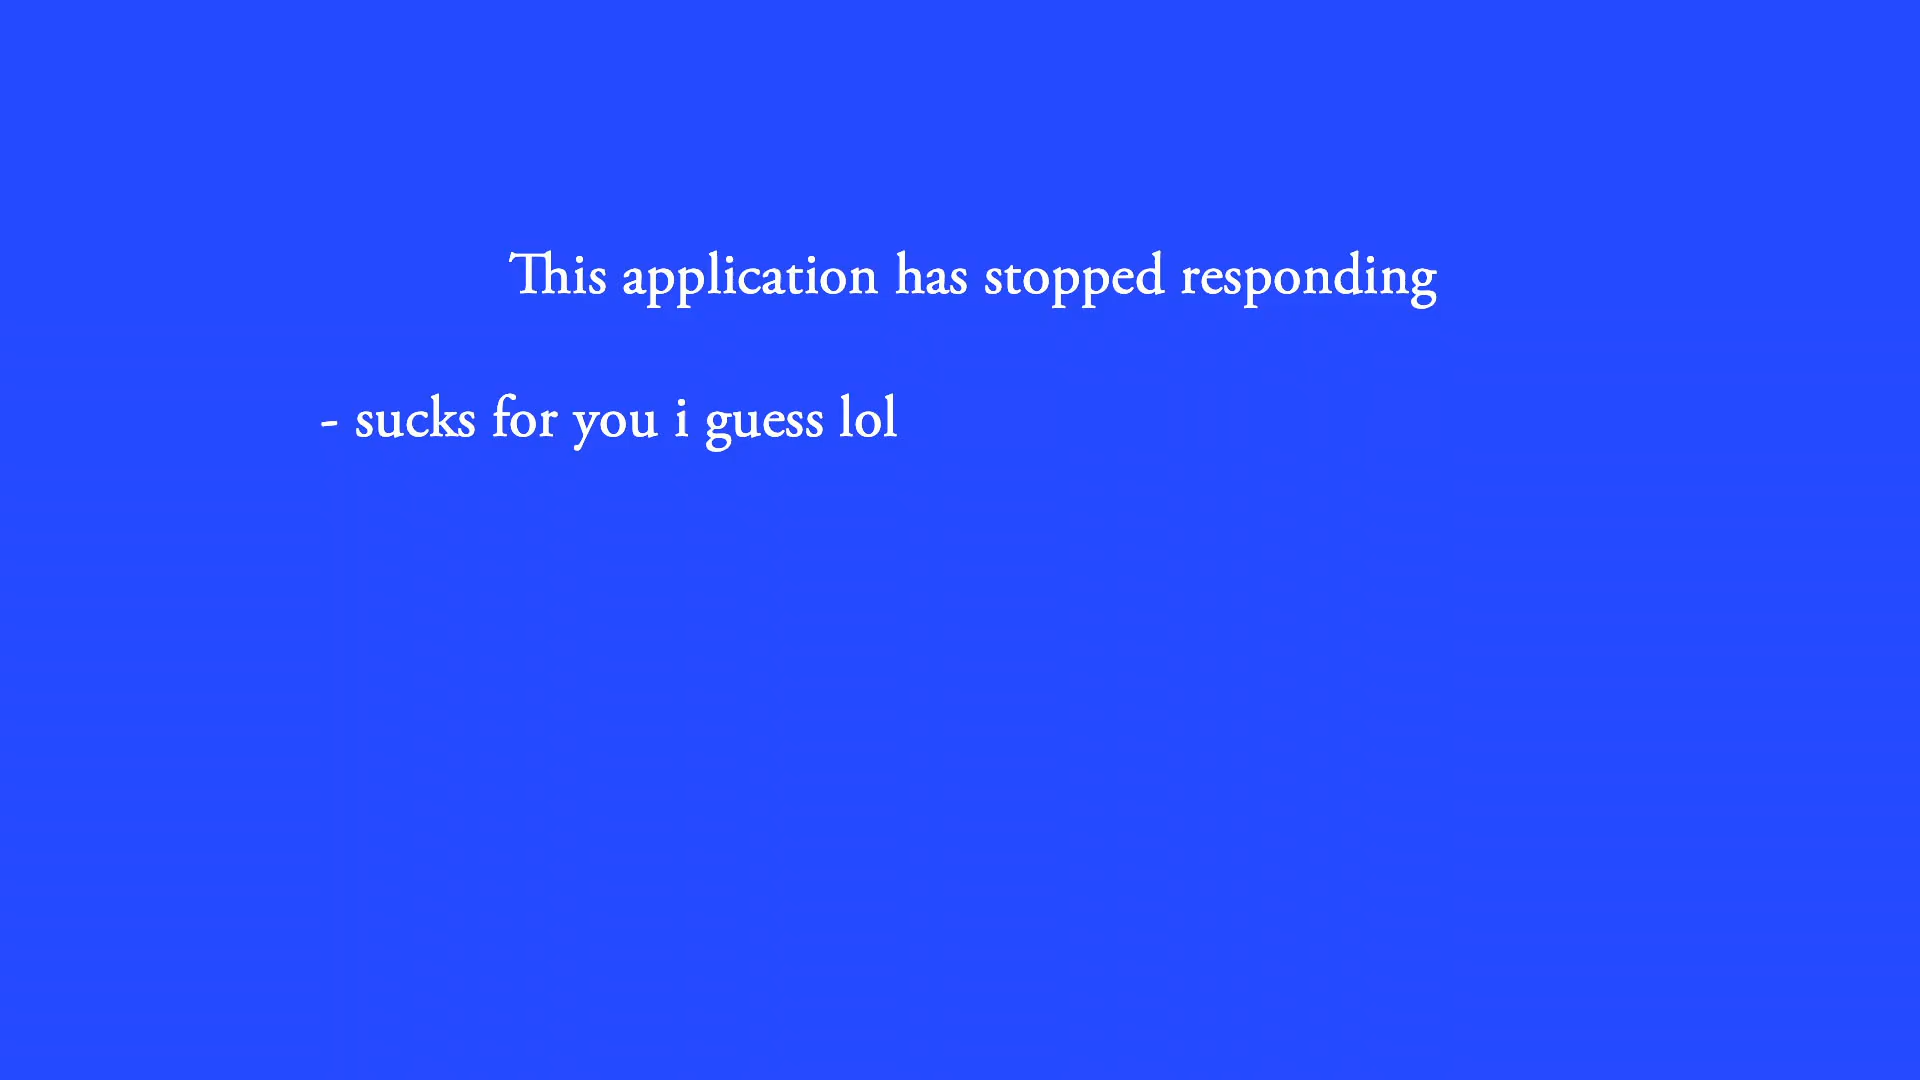 This application has stopped responding
- sucks for you i guess lol